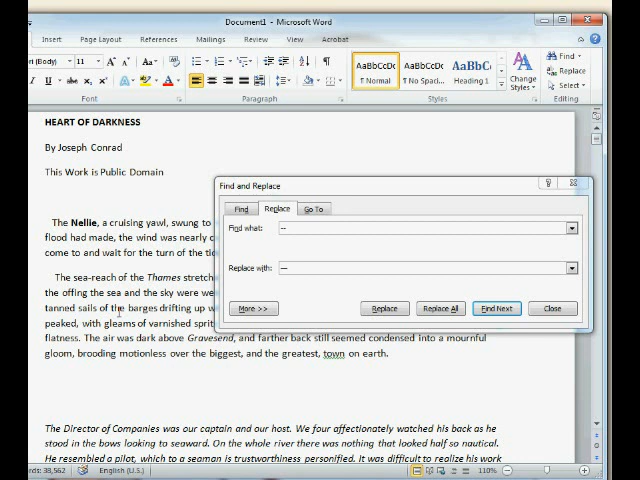 Document1 - Microsoft Word
Insert Page Layout References Mailings Review View Acrobat
(Body) 11 Aa
AaBbCcDc AaBbCcDc AaBbC
¶ Normal ¶ No Spaci... Heading 1
Change Styles
Find
Replace
Select
Font Paragraph Styles Editing
HEART OF DARKNESS
By Joseph Conrad
This Work is Public Domain
The Nellie, a cruising yawl, swung to
flood had made, the wind was nearly
come to and wait for the turn of the
The sea-reach of the Thames
the offing the sea and the sky were
tanned sails of the barges drifting up
peaked, with gleams of varnished
flatness. The air was dark above Gravesend, and farther back still seemed condensed into a mournful
gloom, brooding motionless over the biggest, and the greatest, town on earth.
The Director of Companies was our captain and our host. We four affectionately watched his back as he
stood in the bows looking to seaward. On the whole river there was nothing that looked half so nautical.
He resembled a pilot, which to a seaman is trustworthiness personified. It was difficult to realize his work
Find and Replace
Find Replace Go To
Find what: --
Replace with: —
More >> Replace Replace All Find Next Close
38,562 English (U.S.) 110%